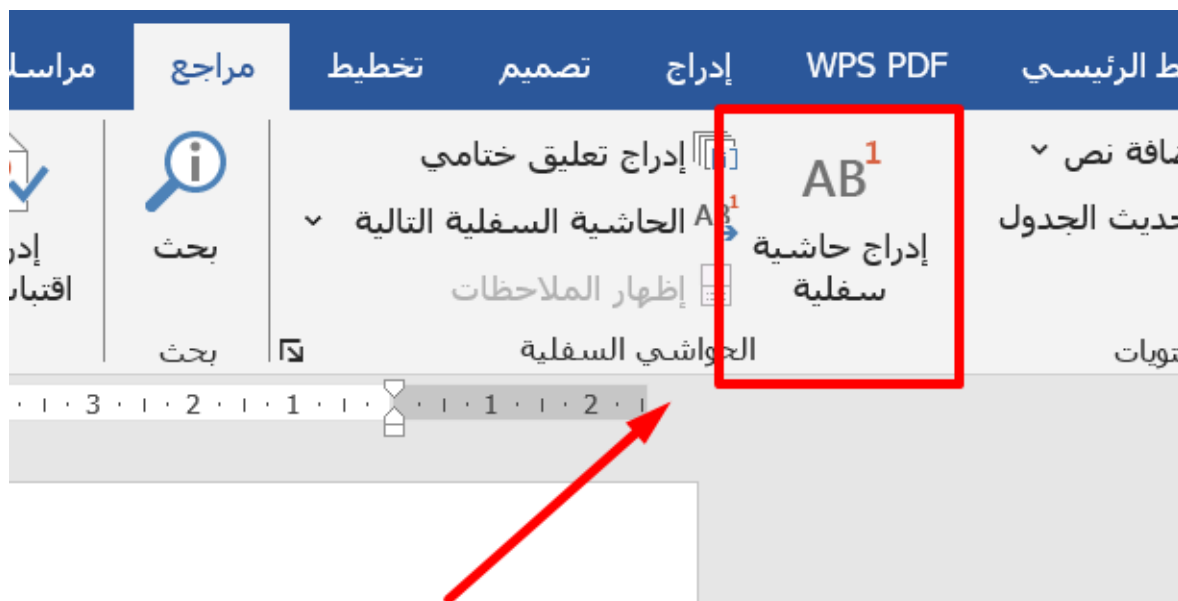 WPS PDF إدراج تصميم تخطيط مراجع
نص
الجدول
AB1
إدراج حاشية
سفلية
إدراج تعليق ختامي
الحاشية السفلية التالية
إظهار الملاحظات
الحواشي السفلية
بحث
بحث
2 1 1 2 3